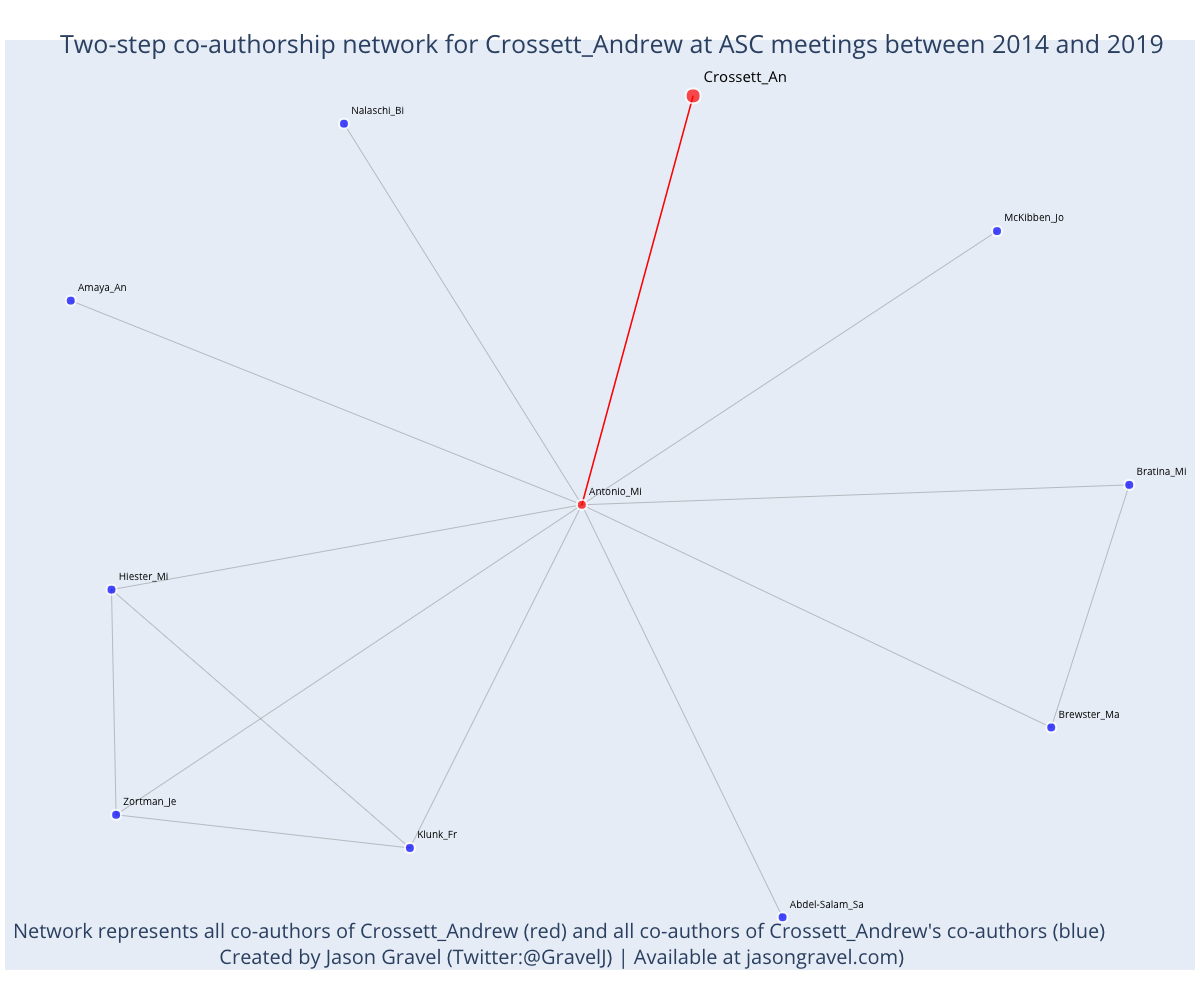 Two-step co-authorship network for Crossett_Andrew at ASC meetings between 2014 and 2019
Crossett_An
Nalaschi_Bi
McKibben_Jo
Amaya_An
Bratina_Mi
Antonio_Mi
Hiester_Mi
Brewster_Ma
Zortman_Je
Klunk_Fr
Abdel-Salam_Sa
Network represents all co-authors of Crossett_Andrew (red) and all co-authors of Crossett_Andrew's co-authors (blue)
Created by Jason Gravel (Twitter:@GravelJ) | Available at jasongravel.com)